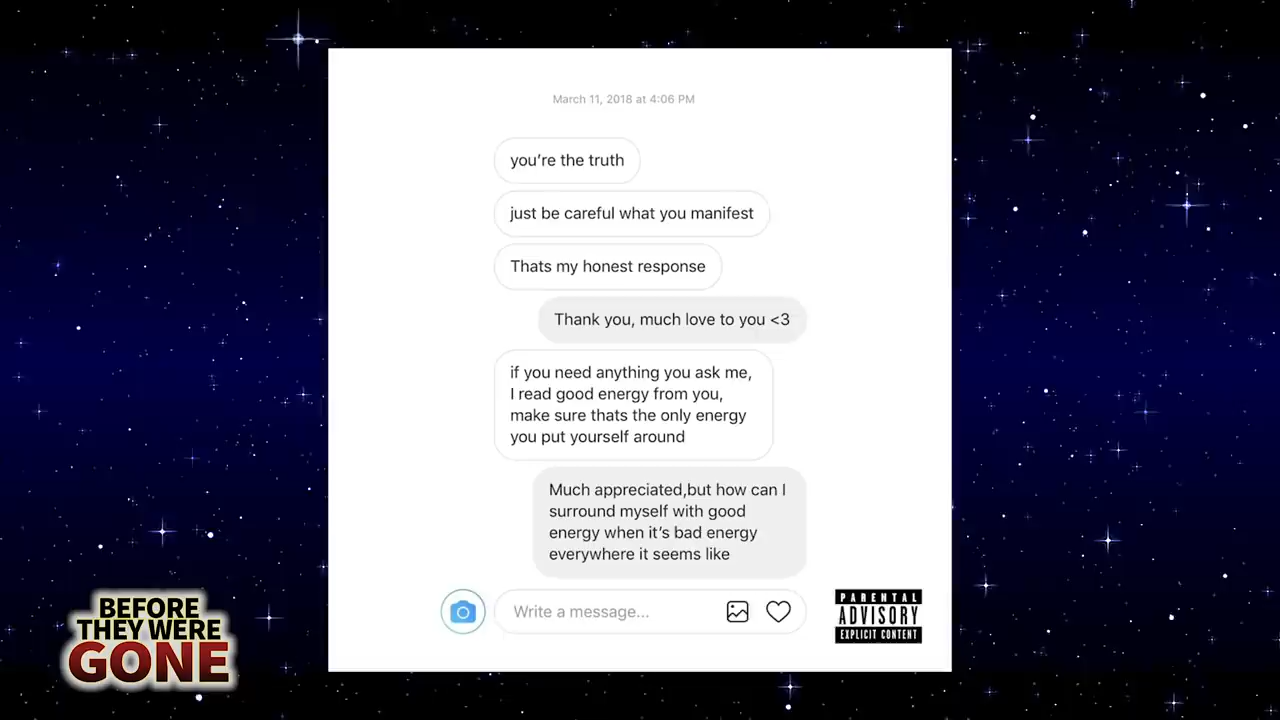 March 11, 2018 at 4:06 PM
you're the truth
just be careful what you manifest
Thats my honest response
Thank you, much love to you <3
if you need anything you ask me,
I read good energy from you,
make sure thats the only energy
you put yourself around
Much appreciated,but how can I
surround myself with good
energy when it's bad energy
everywhere it seems like
Write a message...
PARENTAL
ADVISORY
EXPLICIT CONTENT
BEFORE
THEY WERE
GONE